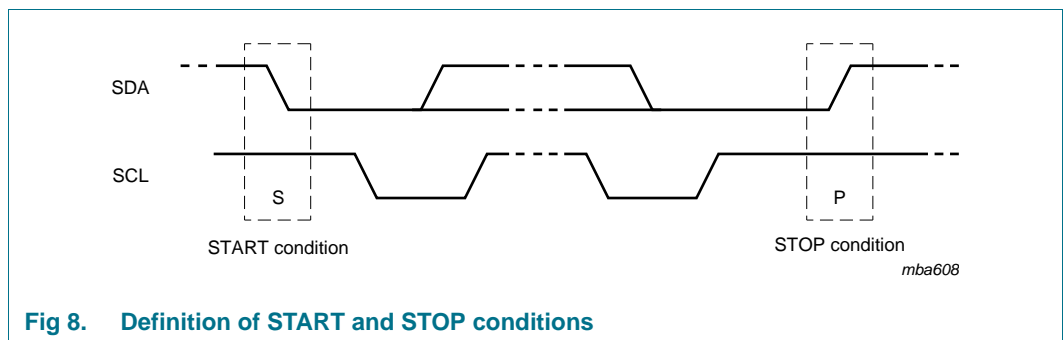 SDA
SCL
S
P
START condition
STOP condition
mba608
Fig 8. Definition of START and STOP conditions